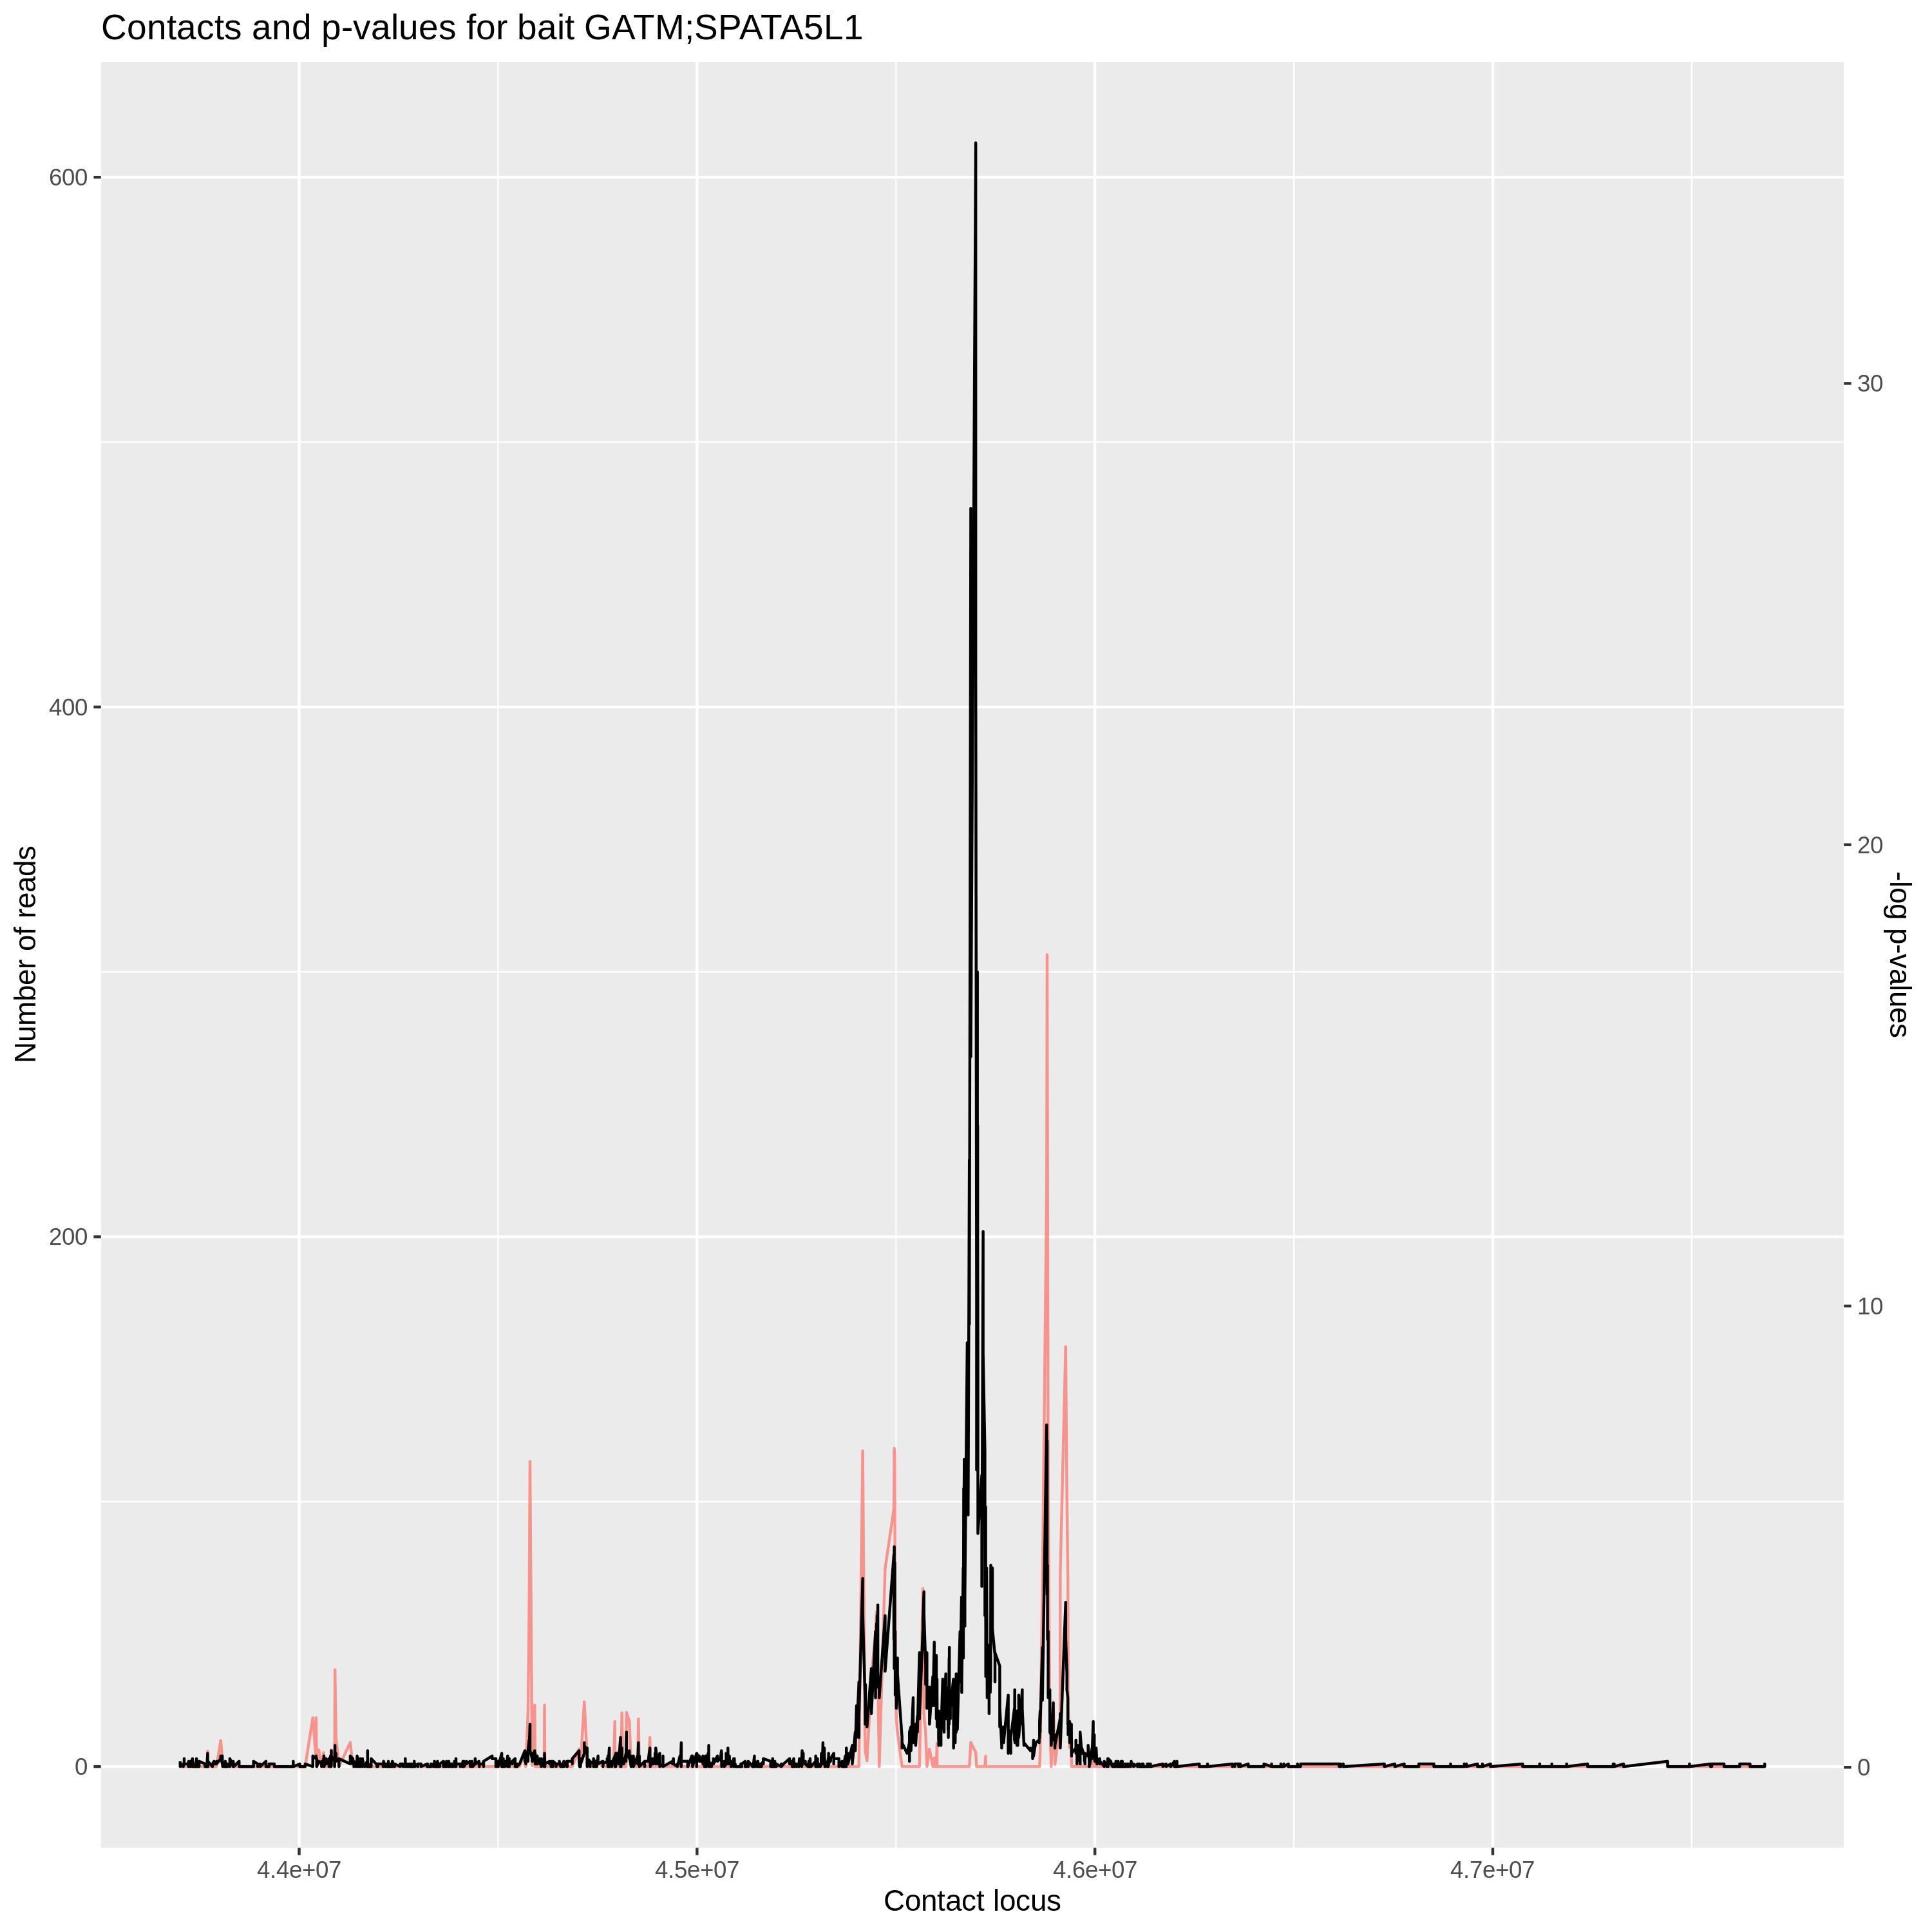 Contacts and p-values for bait GATM;SPATA5L1
600
400
200
0
Number of reads
30
20
10
0
-log p-values
4.4e+07
4.5e+07
4.6e+07
4.7e+07
Contact locus